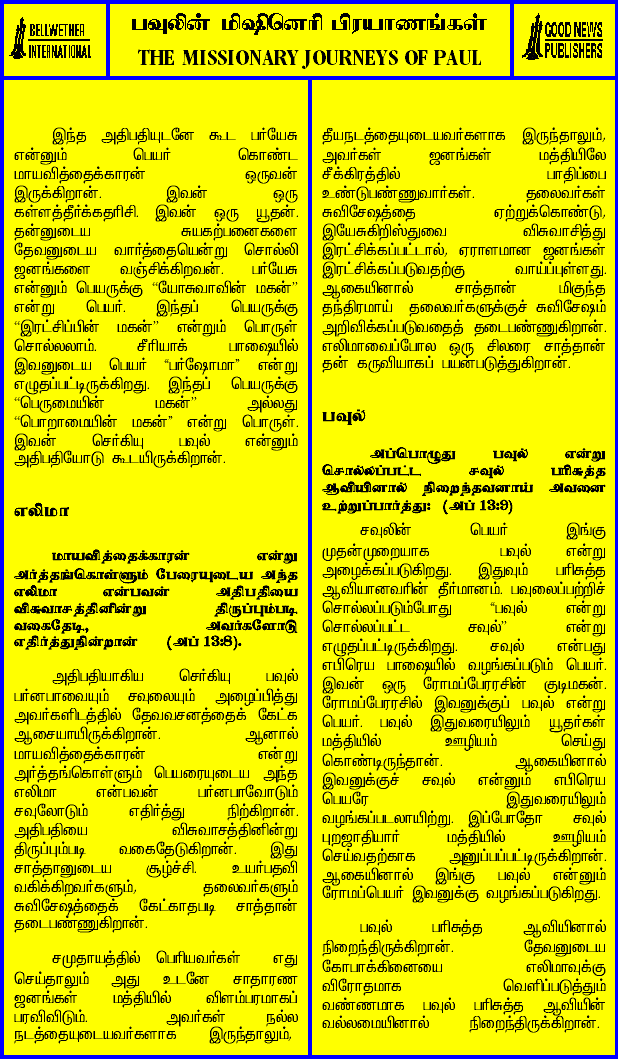 BELLWETHER
INTERNATIONAL
பவுலின் மிஷினெரி பிரயாணங்கள்
THE MISSIONARY JOURNEYS OF PAUL
GOOD NEWS
PUBLISHERS
இந்த அதிபதியுடனே கூட பர்யேசு
என்னும் பெயர் கொண்ட
மாயவித்தைக்காரன் ஒருவன்
இருக்கிறான். இவன் ஒரு
கள்ளத்தீர்க்கதரிசி. இவன் ஒரு யூதன்.
தன்னுடைய சுயகற்பனைகளை
தேவனுடைய வார்த்தையென்று சொல்லி
ஜனங்களை வஞ்சிக்கிறவன். பர்யேசு
என்னும் பெயருக்கு “யோசுவாவின் மகன்”
என்று பெயர். இந்தப் பெயருக்கு
“இரட்சிப்பின் மகன்” என்றும் பொருள்
சொல்லலாம். சீரியாக் பாஷையில்
இவனுடைய பெயர் “பர்ஷோமா” என்று
எழுதப்பட்டிருக்கிறது. இந்தப் பெயருக்கு
“பெருமையின் மகன்” அல்லது
“பொறாமையின் மகன்” என்று பொருள்.
இவன் செர்கியு பவுல் என்னும்
அதிபதியோடு கூடயிருக்கிறான்.
எலிமா
மாயவித்தைக்காரன் என்று
அர்த்தங்கொள்ளும் பேரையுடைய அந்த
எலிமா என்பவன் அதிபதியை
விசுவாசத்தினின்று திருப்பும்படி
வகைதேடி, அவர்களோடு
எதிர்த்துநின்றான் (அப் 13:8).
அதிபதியாகிய செர்கியு பவுல்
பர்னபாவையும் சவுலையும் அழைப்பித்து
அவர்களிடத்தில் தேவவசனத்தைக் கேட்க
ஆசையாயிருக்கிறான். ஆனால்
மாயவித்தைக்காரன் என்று
அர்த்தங்கொள்ளும் பெயரையுடைய அந்த
எலிமா என்பவன் பர்னபாவோடும்
சவுலோடும் எதிர்த்து நிற்கிறான்.
அதிபதியை விசுவாசத்தினின்று
திருப்பும்படி வகைதேடுகிறான். இது
சாத்தானுடைய சூழ்ச்சி. உயர்பதவி
வகிக்கிறவர்களும், தலைவர்களும்
சுவிசேஷத்தைக் கேட்காதபடி சாத்தான்
தடைபண்ணுகிறான்.
சமுதாயத்தில் பெரியவர்கள் எது
செய்தாலும் அது உடனே சாதாரண
ஜனங்கள் மத்தியில் விளம்பரமாகப்
பரவிவிடும். அவர்கள் நல்ல
நடத்தையுடையவர்களாக இருந்தாலும்,
தீயநடத்தையுடையவர்களாக இருந்தாலும்,
அவர்கள் ஜனங்கள் மத்தியிலே
சீக்கிரத்தில் பாதிப்பை
உண்டுபண்ணுவார்கள். தலைவர்கள்
சுவிசேஷத்தை ஏற்றுக்கொண்டு,
இயேசுகிறிஸ்துவை விசுவாசித்து
இரட்சிக்கப்பட்டால், ஏராளமான ஜனங்கள்
இரட்சிக்கப்படுவதற்கு வாய்ப்புள்ளது.
ஆகையினால் சாத்தான் மிகுந்த
தந்திரமாய் தலைவர்களுக்குச் சுவிசேஷம்
அறிவிக்கப்படுவதைத் தடைபண்ணுகிறான்.
எலிமாவைப்போல ஒரு சிலரை சாத்தான்
தன் கருவியாகப் பயன்படுத்துகிறான்.
பவுல்
அப்பொழுது பவுல் என்று
சொல்லப்பட்ட சவுல் பரிசுத்த
ஆவியினால் நிறைந்தவனாய் அவனை
உற்றுப்பார்த்து: (அப் 13:9)
சவுலின் பெயர் இங்கு
முதன்முறையாக பவுல் என்று
அழைக்கப்படுகிறது. இதுவும் பரிசுத்த
ஆவியானவரின் தீர்மானம். பவுலைப்பற்றிச்
சொல்லப்படும்போது “பவுல் என்று
சொல்லப்பட்ட சவுல்” என்று
எழுதப்பட்டிருக்கிறது. சவுல் என்பது
எபிரெய பாஷையில் வழங்கப்படும் பெயர்.
இவன் ஒரு ரோமப்பேரரசின் குடிமகன்.
ரோமப்பேரரசில் இவனுக்குப் பவுல் என்று
பெயர். பவுல் இதுவரையிலும் யூதர்கள்
மத்தியில் ஊழியம் செய்து
கொண்டிருந்தான். ஆகையினால்
இவனுக்குச் சவுல் என்னும் எபிரெய
பெயரே இதுவரையிலும்
வழங்கப்படலாயிற்று. இப்போதோ சவுல்
புறஜாதியார் மத்தியில் ஊழியம்
செய்வதற்காக அனுப்பப்பட்டிருக்கிறான்.
ஆகையினால் இங்கு பவுல் என்னும்
ரோமப்பெயர் இவனுக்கு வழங்கப்படுகிறது.
பவுல் பரிசுத்த ஆவியினால்
நிறைந்திருக்கிறான். தேவனுடைய
கோபாக்கினையை எலிமாவுக்கு
விரோதமாக வெளிப்படுத்தும்
வண்ணமாக பவுல் பரிசுத்த ஆவியின்
வல்லமையினால் நிறைந்திருக்கிறான்.